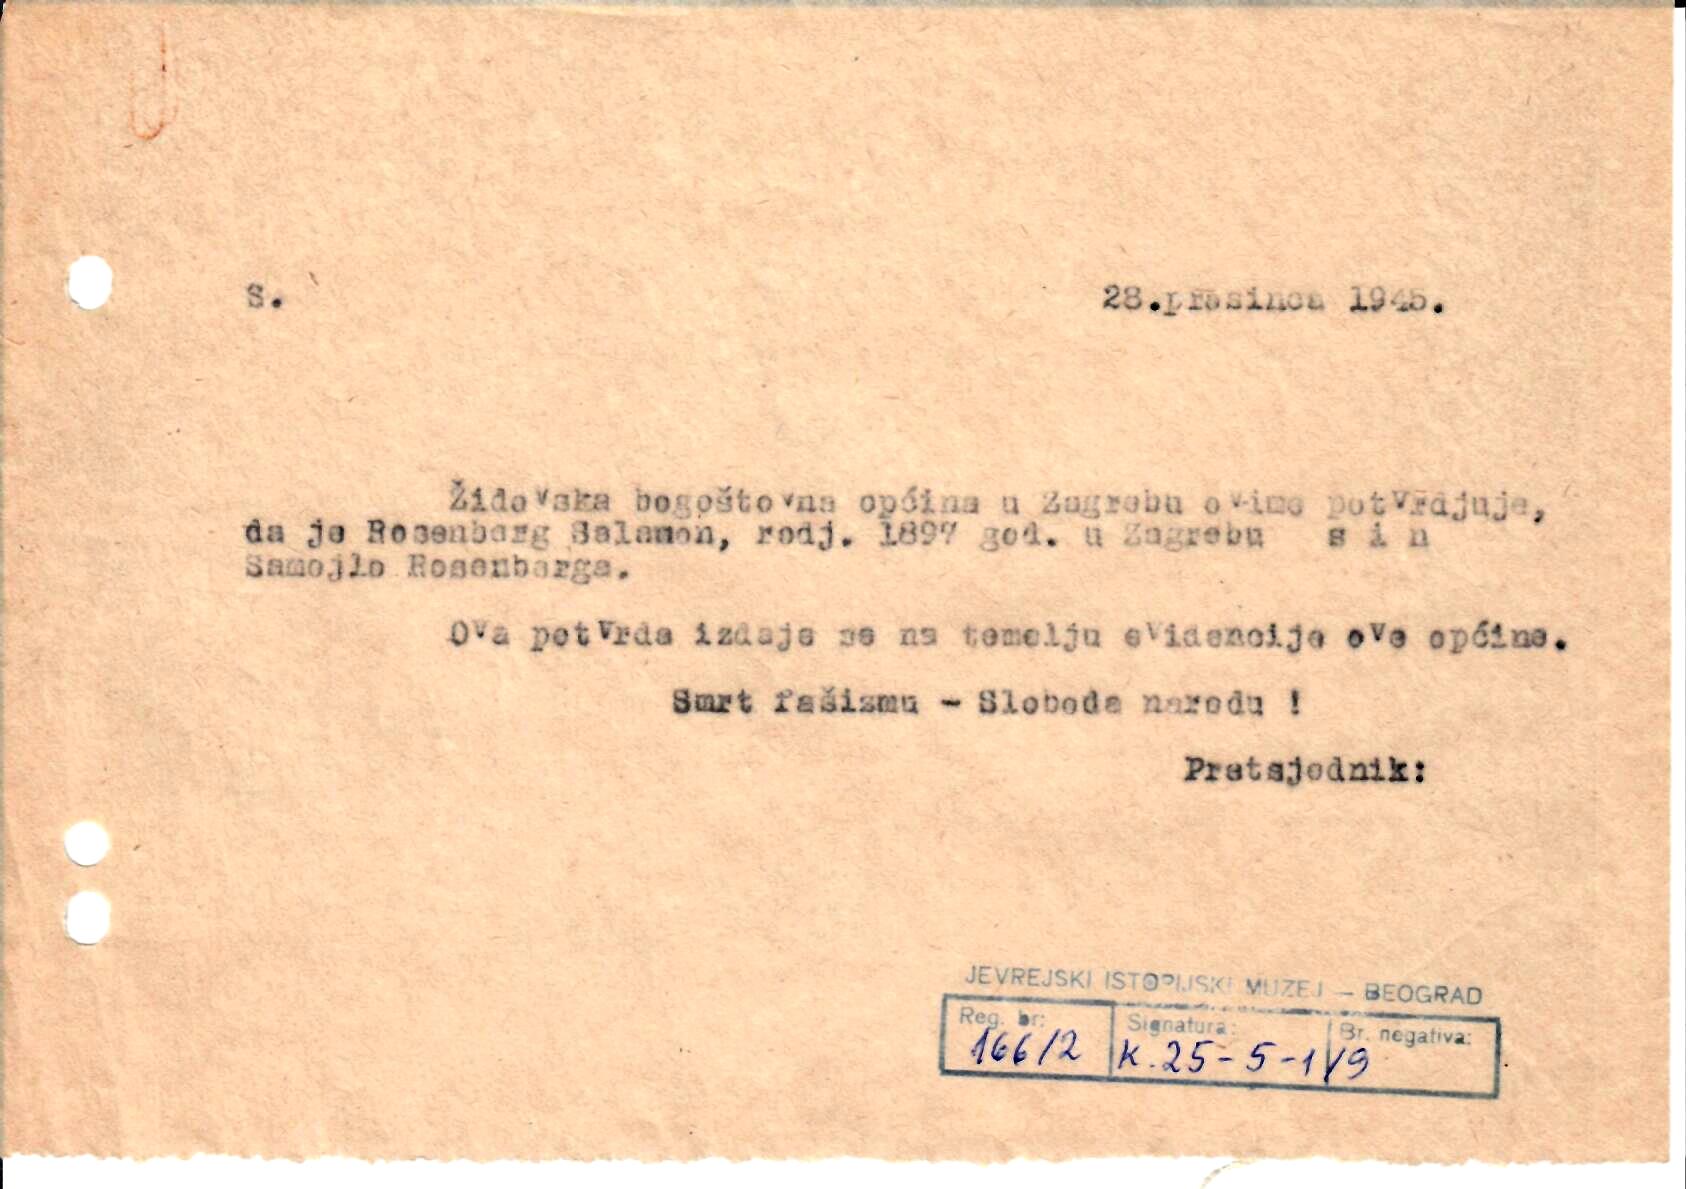 S.
28.prosinca 1945.
Židovska bogoštovna općina u Zagrebu ovime potvrdjuje,
da je Rosenberg Salamon, rodj. 1897 god. u Zagrebu s i n
Samojlo Rosenberga.
Ova potvrda izdaje se na temelju evidencije ove općine.
Smrt fašizmu - Sloboda narodu !
Pretsjednik:
JEVREJSKI ISTORIJSKI MUZEJ – BEOGRAD
Reg. br: Signatura: Br. negativa:
166/2 K. 25-5-1/9